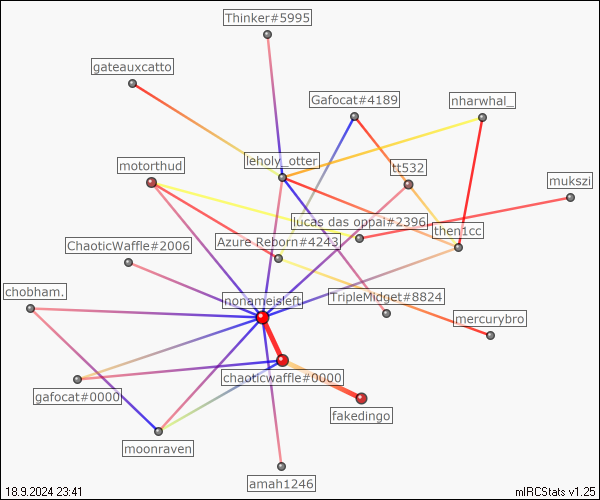 Thinker#5995
gateauxcatto
Gafocat#4189
nharwhal_
leholy_otter
motorthud
tt532
mukszi
lucas das oppai#2396
then1cc
ChaoticWaffle#2006
Azure Reborn#4243
chobham.
nonameisleft
TripleMidget#8824
mercurybro
chaoticwaffle#0000
gafocat#0000
fakedingo
moonraven
amah1246
18.9.2024 23:41
mIRCStats v1.25